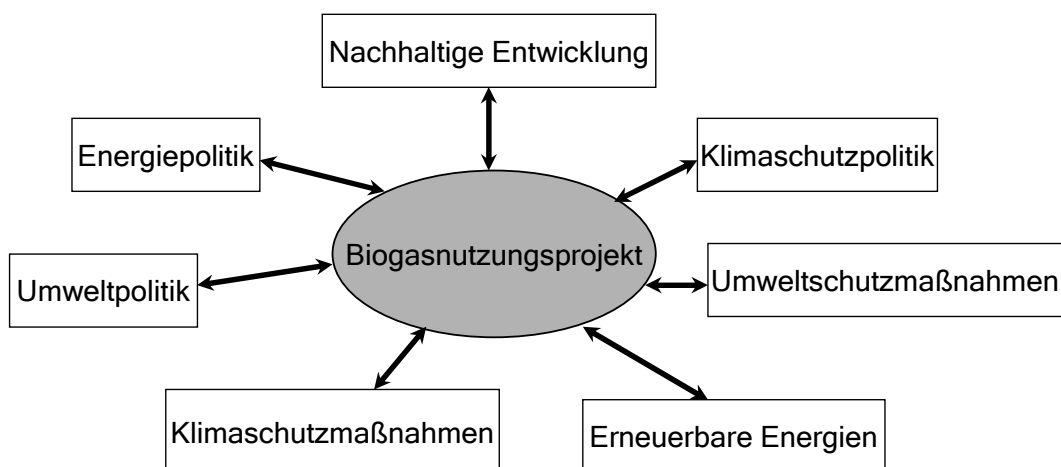 Nachhaltige Entwicklung
Energiepolitik
Klimaschutzpolitik
Biogasnutzungsprojekt
Umweltpolitik
Umweltschutzmaßnahmen
Klimaschutzmaßnahmen
Erneuerbare Energien